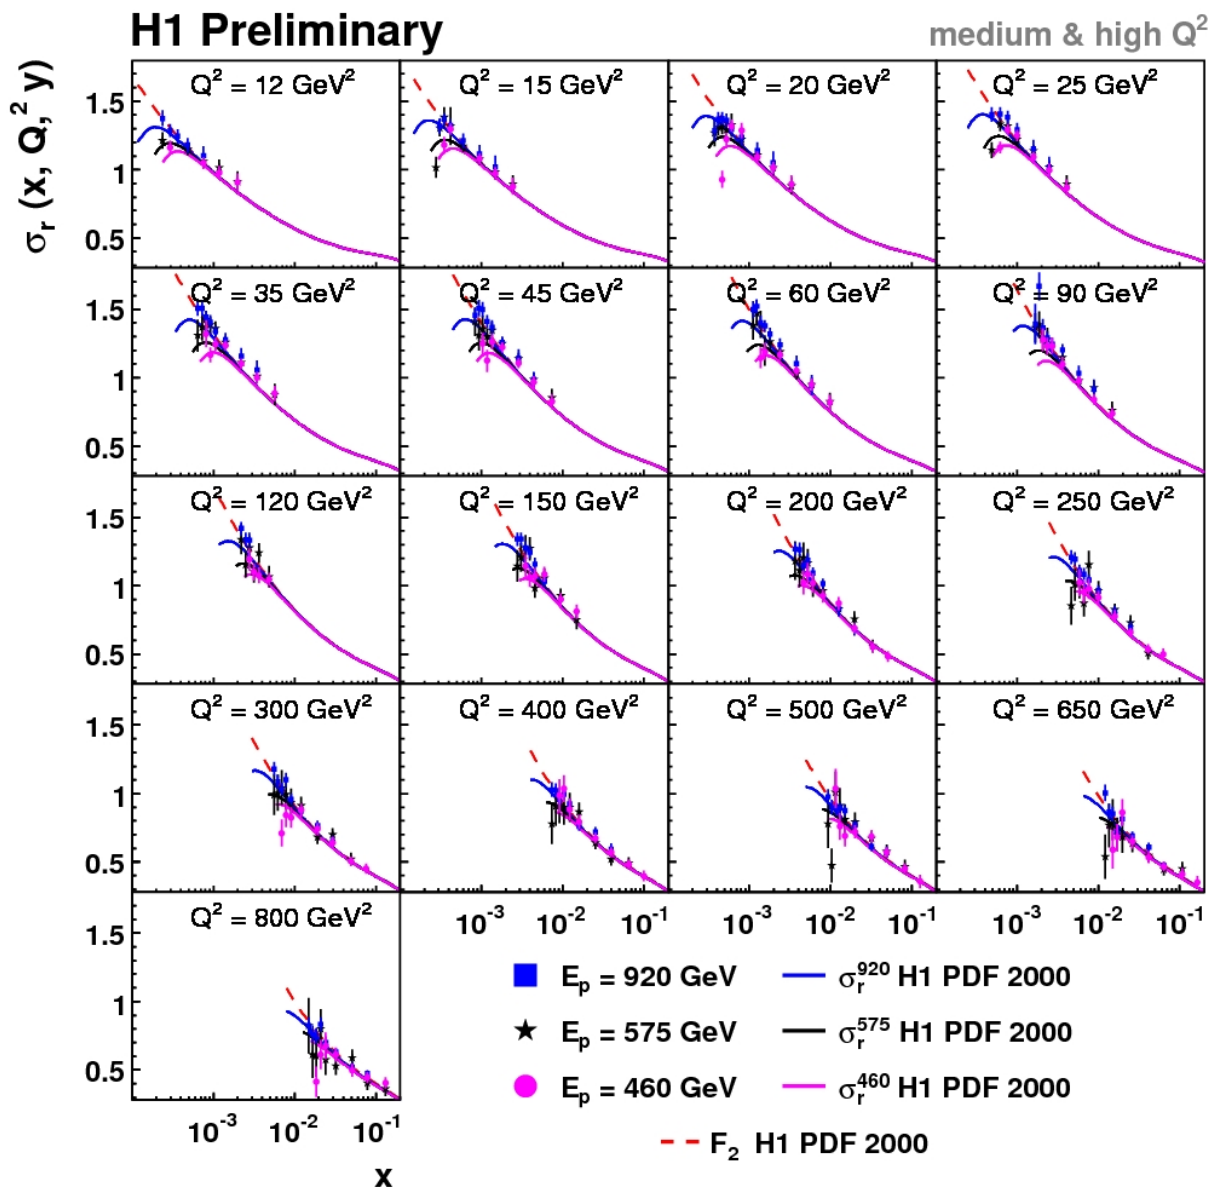 H1 Preliminary
medium & high Q²
σr (x, Q,² y)
Q² = 12 GeV²
Q² = 15 GeV²
Q² = 20 GeV²
Q² = 25 GeV²
1.5
1
0.5
Q² = 35 GeV²
Q² = 45 GeV²
Q² = 60 GeV²
Q² = 90 GeV²
1.5
1
0.5
Q² = 120 GeV²
Q² = 150 GeV²
Q² = 200 GeV²
Q² = 250 GeV²
1.5
1
0.5
Q² = 300 GeV²
Q² = 400 GeV²
Q² = 500 GeV²
Q² = 650 GeV²
1.5
1
0.5
10⁻³ 10⁻² 10⁻¹
10⁻³ 10⁻² 10⁻¹
10⁻³ 10⁻² 10⁻¹
Q² = 800 GeV²
1.5
1
0.5
10⁻³ 10⁻² 10⁻¹
x
Eₚ = 920 GeV
σr⁹²⁰ H1 PDF 2000
Eₚ = 575 GeV
σr⁵⁷⁵ H1 PDF 2000
Eₚ = 460 GeV
σr⁴⁶⁰ H1 PDF 2000
F₂ H1 PDF 2000